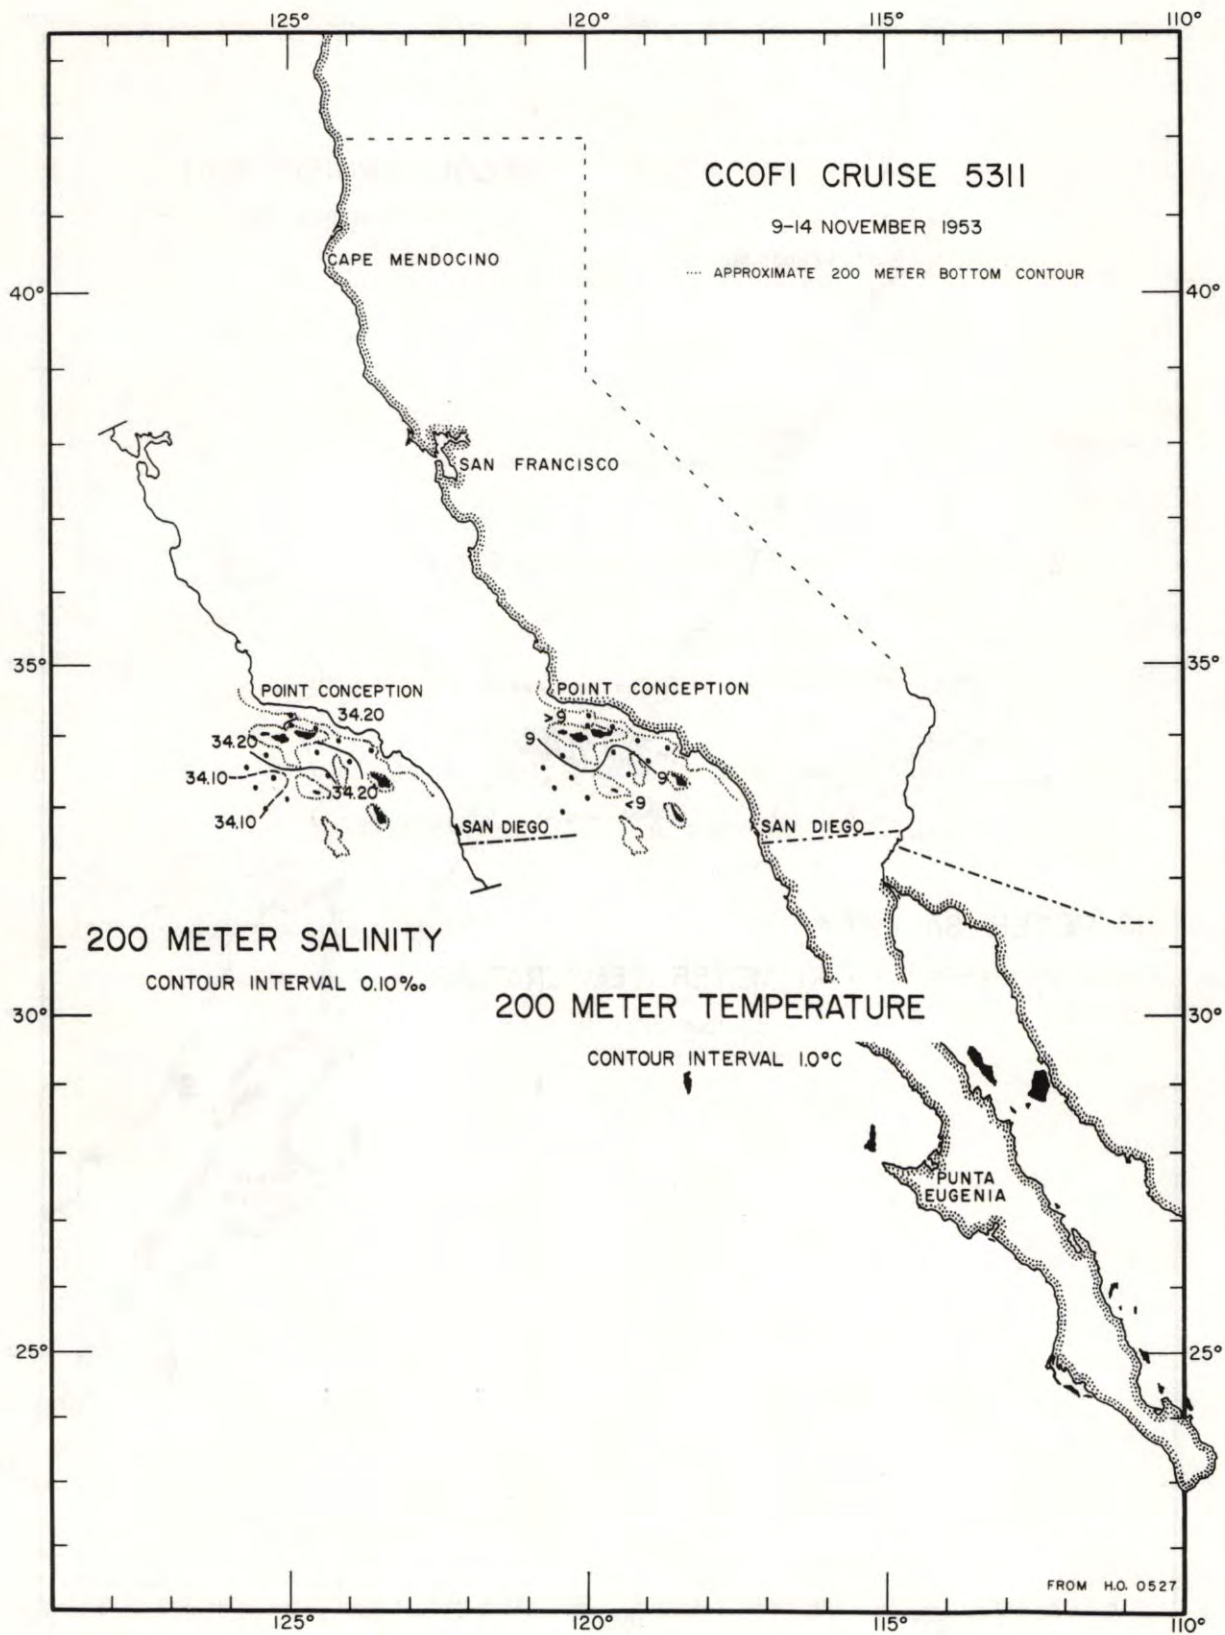 125° 120° 115° 110°
CCOFI CRUISE 5311
9-14 NOVEMBER 1953
···· APPROXIMATE 200 METER BOTTOM CONTOUR
CAPE MENDOCINO
40° 40°
SAN FRANCISCO
35° 35°
POINT CONCEPTION
POINT CONCEPTION
34.20
>9
34.20
9
34.10
9
34.20
<9
34.10
SAN DIEGO
SAN DIEGO
200 METER SALINITY
CONTOUR INTERVAL 0.10‰
200 METER TEMPERATURE
30° 30°
CONTOUR INTERVAL 1.0°C
PUNTA
EUGENIA
25° 25°
FROM H.O. 0527
125° 120° 115° 110°